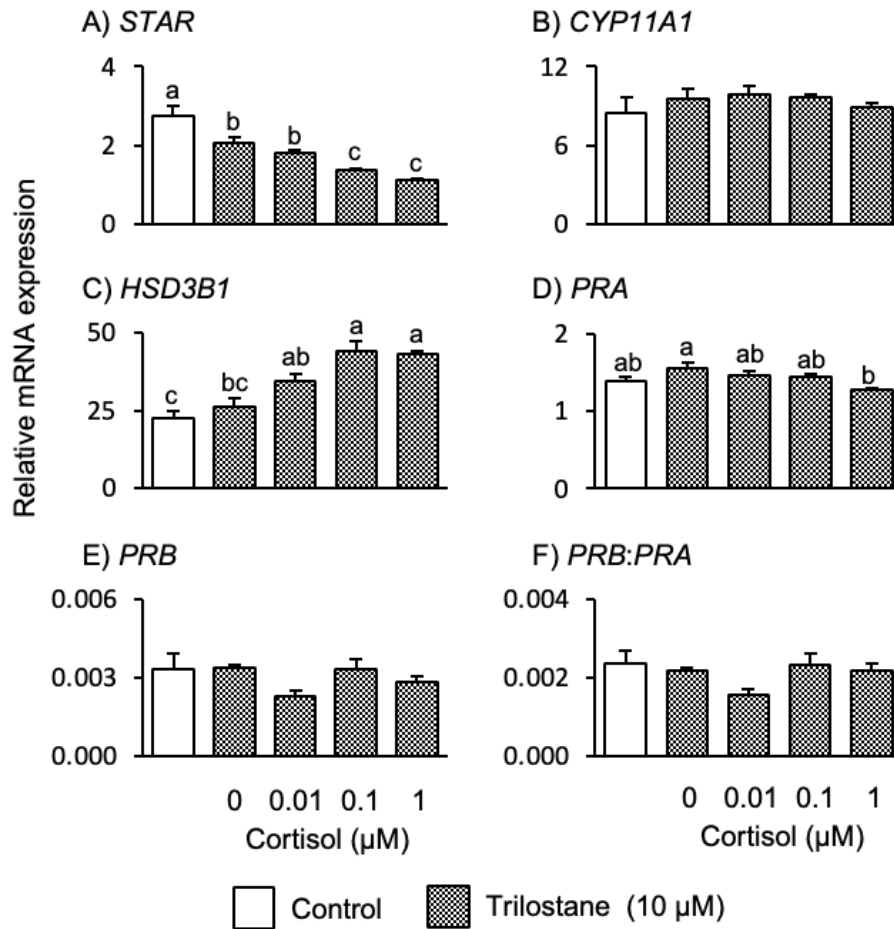 A) STAR
4
2
0
a
b
b
c
c
B) CYP11A1
12
6
0
C) HSD3B1
50
25
0
c
bc
ab
a
a
D) PRA
2
1
0
ab
a
ab
ab
b
Relative mRNA expression
E) PRB
0.006
0.003
0.000
0 0.01 0.1 1
Cortisol (µM)
F) PRB:PRA
0.004
0.002
0.000
0 0.01 0.1 1
Cortisol (µM)
Control
Trilostane (10 µM)